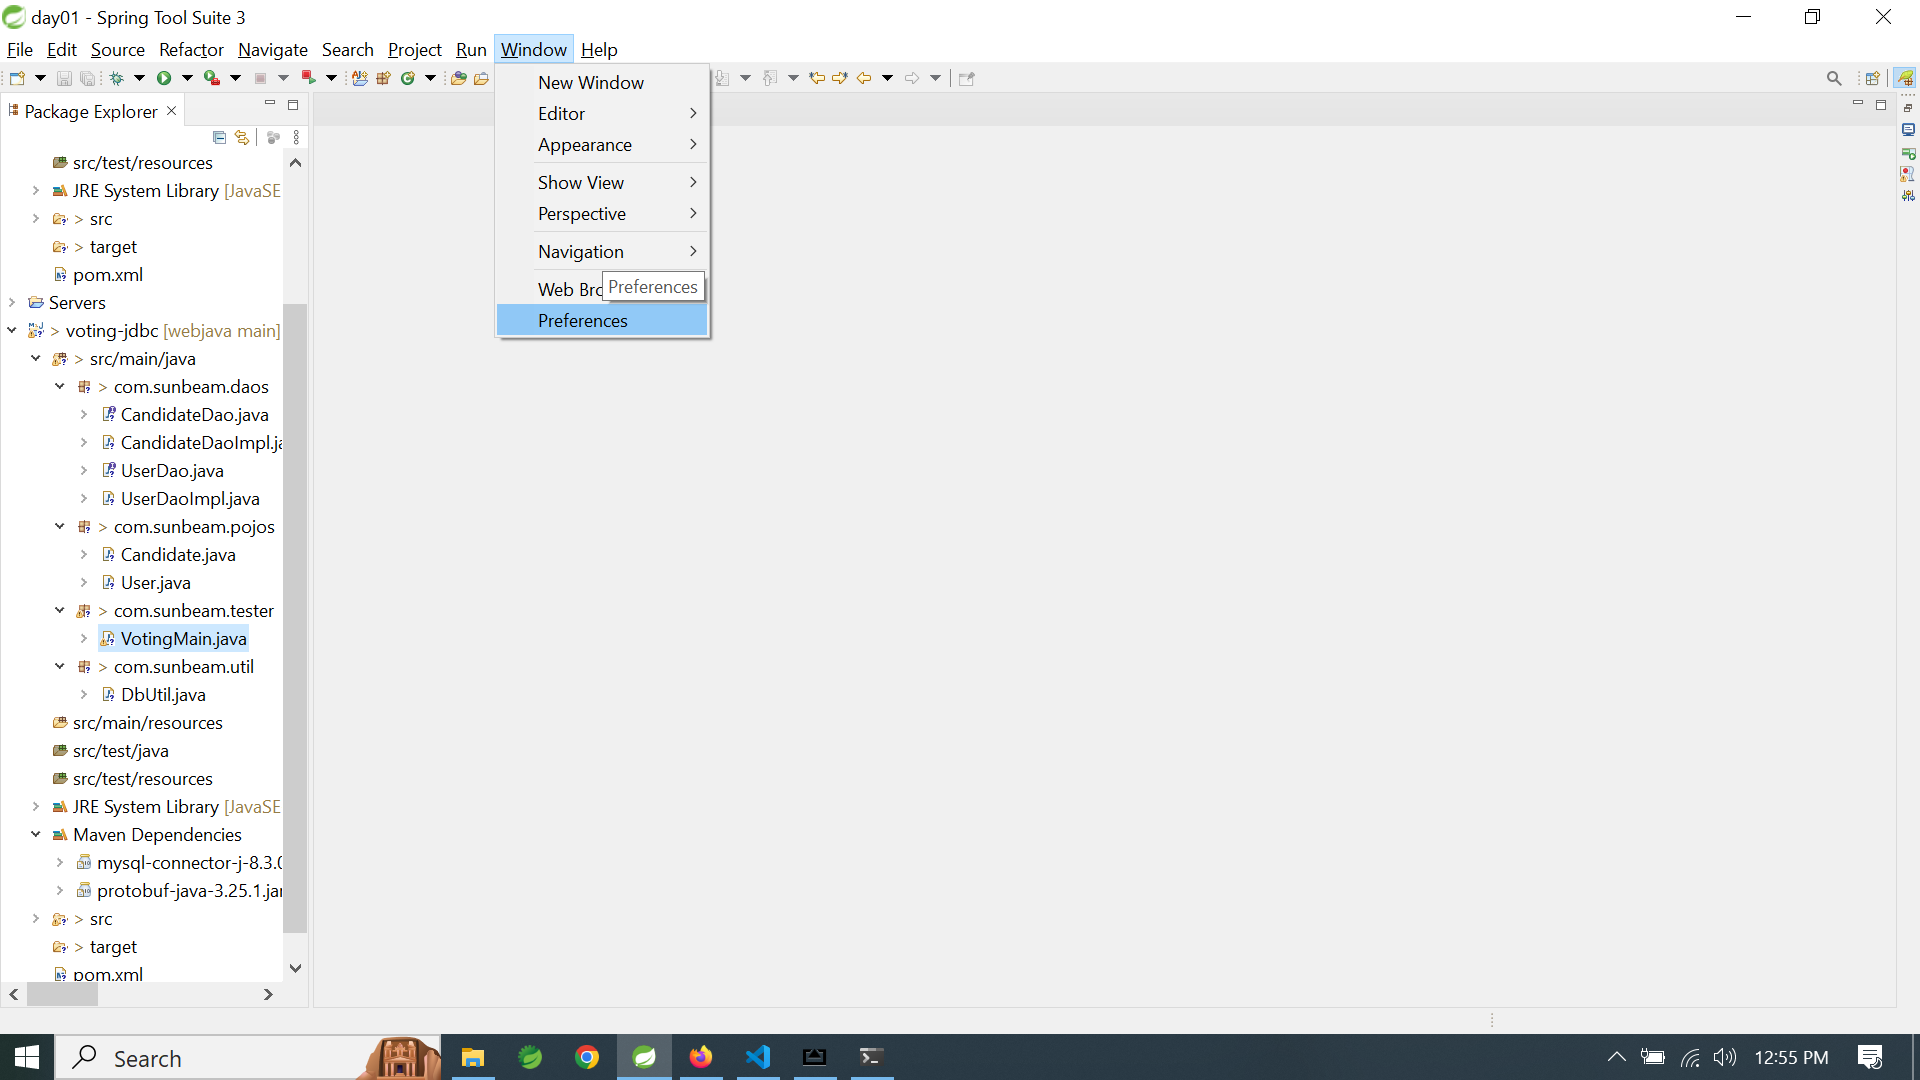 day01 - Spring Tool Suite 3
File Edit Source Refactor Navigate Search Project Run Window Help
Package Explorer
src/test/resources
JRE System Library [JavaSE
> src
> target
pom.xml
Servers
> voting-jdbc [webjava main]
> src/main/java
> com.sunbeam.daos
CandidateDao.java
CandidateDaoImpl.ja
UserDao.java
UserDaoImpl.java
> com.sunbeam.pojos
Candidate.java
User.java
> com.sunbeam.tester
VotingMain.java
> com.sunbeam.util
DbUtil.java
src/main/resources
src/test/java
src/test/resources
JRE System Library [JavaSE
Maven Dependencies
mysql-connector-j-8.3.0
protobuf-java-3.25.1.jar
> src
> target
pom.xml
New Window
Editor
Appearance
Show View
Perspective
Navigation
Web Bro
Preferences
Preferences
Search
12:55 PM